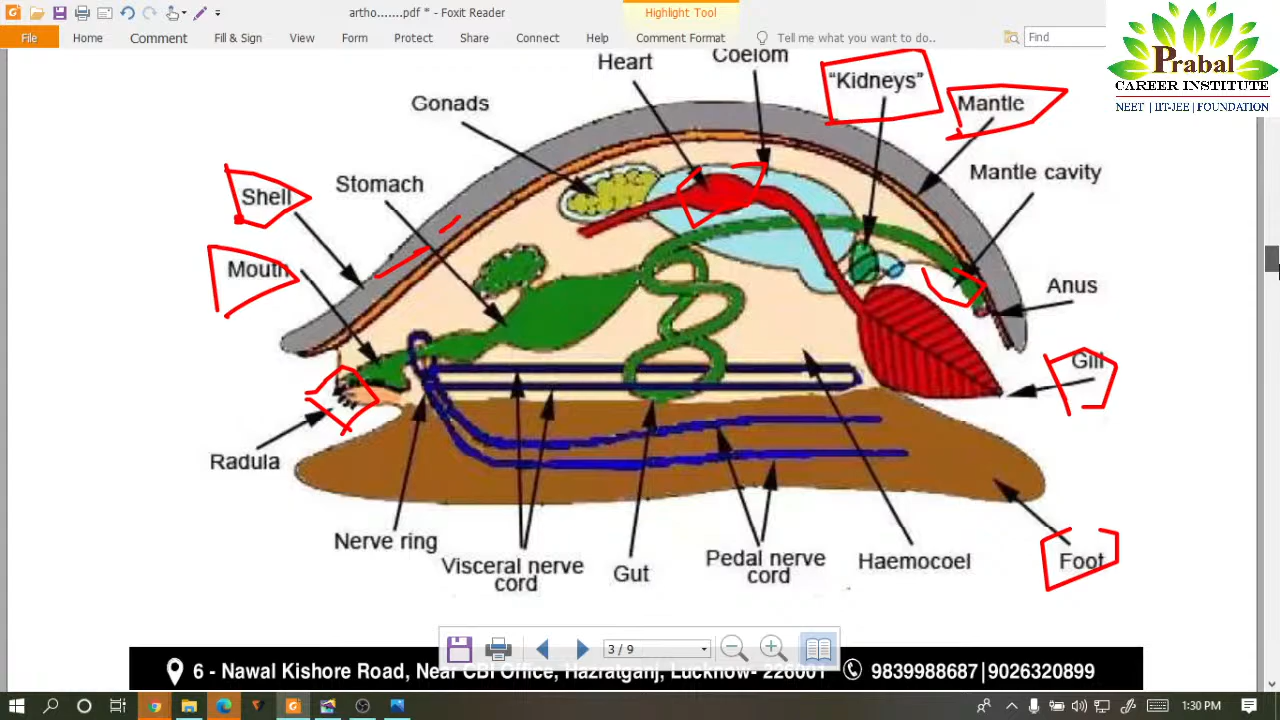 artho.......pdf * - Foxit Reader
Highlight Tool
File Home Comment Fill & Sign View Form Protect Share Connect Help Comment Format Tell me what you want to do.. Find
Prabal
CAREER INSTITUTE
NEET | IIT-JEE | FOUNDATION
Heart
Coelom
"Kidneys"
Mantle
Gonads
Mantle cavity
Stomach
Shell
Mouth
Anus
Gill
Radula
Nerve ring
Visceral nerve
cord
Gut
Pedal nerve
cord
Haemocoel
Foot
3 / 9
6 - Nawal Kishore Road, Near CBI Office, Hazratganj, Lucknow- 226001 9839988687|9026320899
1:30 PM